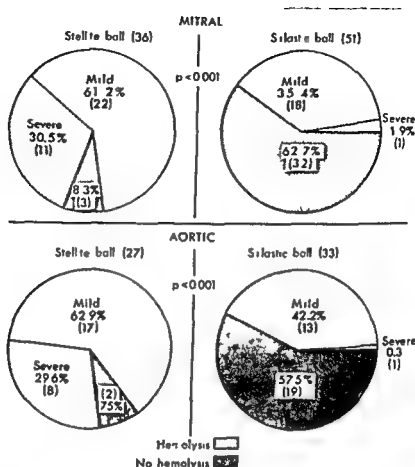 MITRAL
Stellite ball (36)
Silastic ball (51)
p<0 001
Mild
61 2%
(22)
Severe
30.5%
(11)
8 3%
(3)
Mild
35 4%
(18)
Severe
1 9%
(1)
62 7%
(32)
AORTIC
Stellite ball (27)
Silastic ball (33)
p<0 001
Mild
62 9%
(17)
Severe
29 6%
(8)
(2)
7 5%
Mild
42.2%
(13)
Severe
0.3
(1)
57 5%
(19)
Hemolysis
No hemolysis